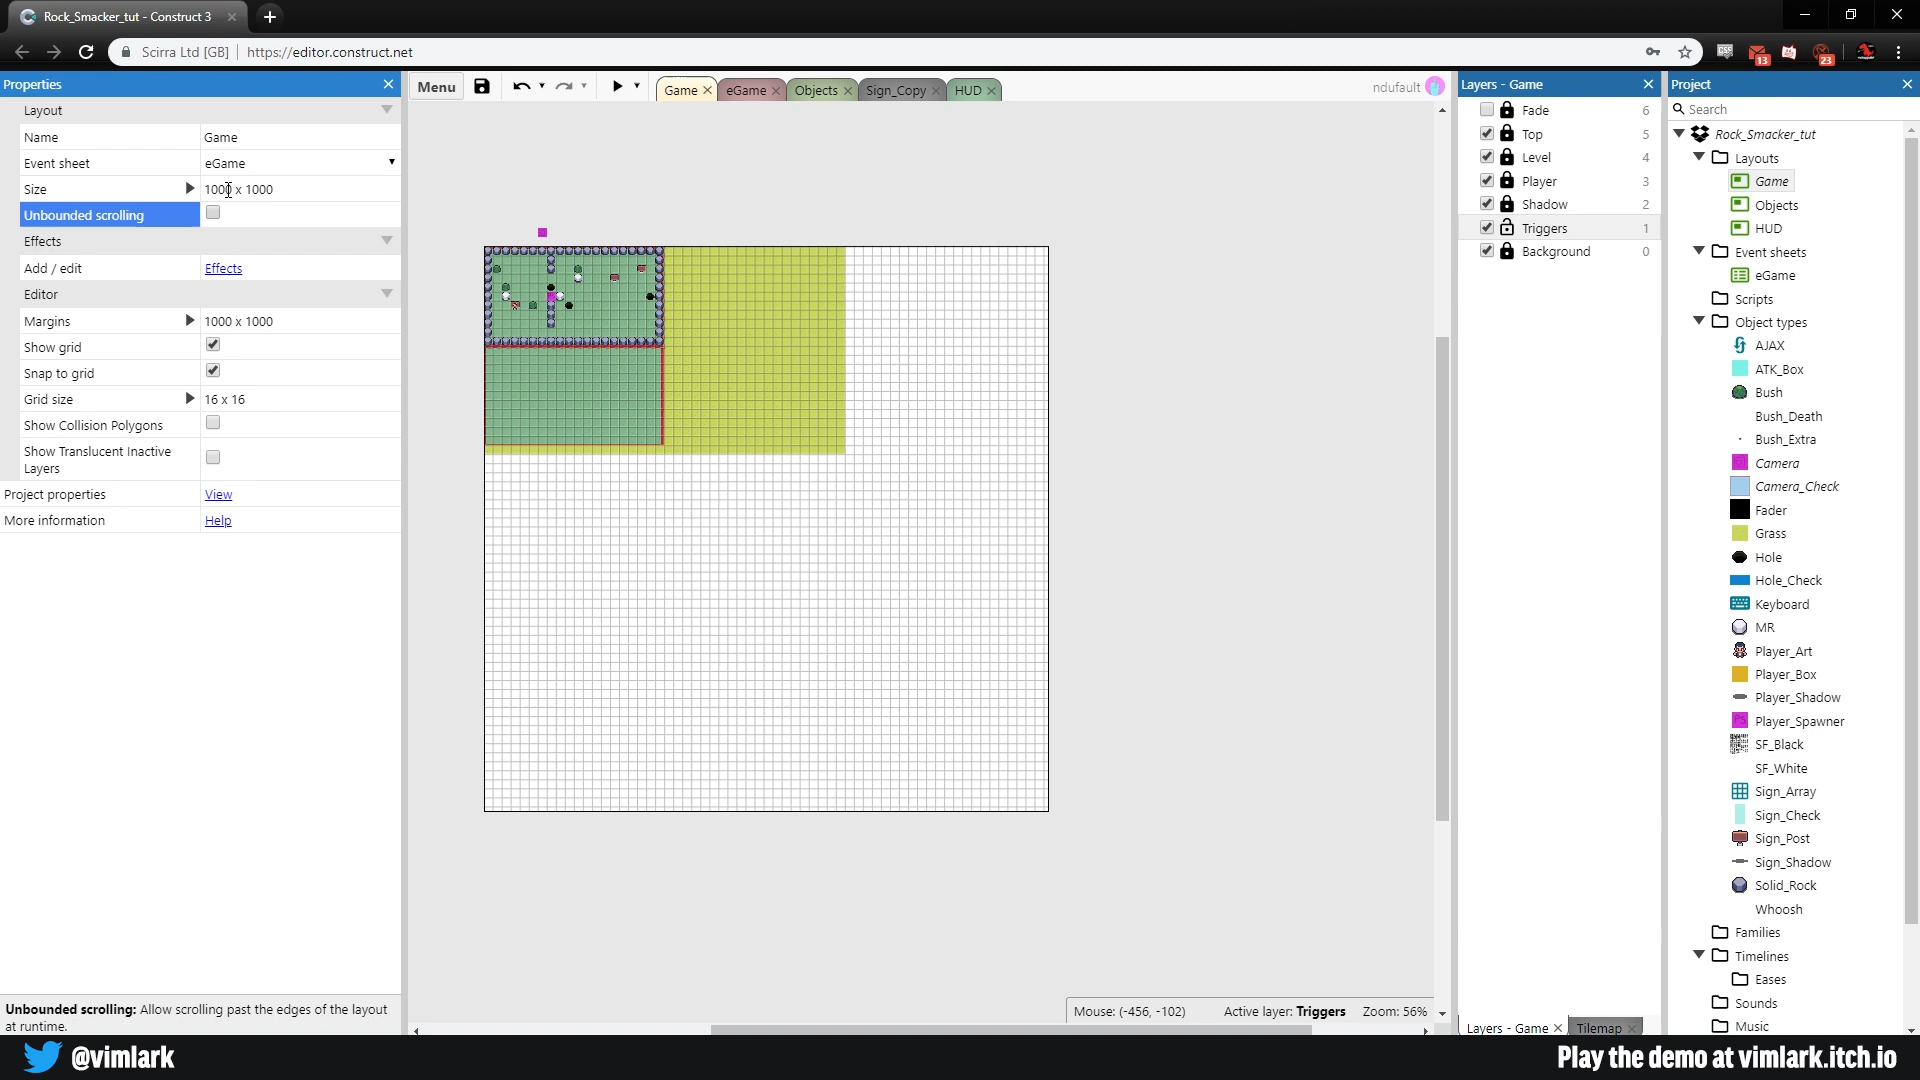 Rock_Smacker_tut - Construct 3
Scirra Ltd [GB] | https://editor.construct.net
13
23
Properties
Layout
Name Game
Event sheet eGame
Size 1000 x 1000
Unbounded scrolling
Effects
Add / edit Effects
Editor
Margins 1000 x 1000
Show grid
Snap to grid
Grid size 16 x 16
Show Collision Polygons
Show Translucent Inactive
Layers
Project properties View
More information Help
Unbounded scrolling: Allow scrolling past the edges of the layout
at runtime.
Menu
Game
eGame
Objects
Sign_Copy
HUD
ndufault
Mouse: (-456, -102) Active layer: Triggers Zoom: 56%
Layers - Game
Fade 6
Top 5
Level 4
Player 3
Shadow 2
Triggers 1
Background 0
Layers - Game
Tilemap
Project
Search
Rock_Smacker_tut
Layouts
Game
Objects
HUD
Event sheets
eGame
Scripts
Object types
AJAX
ATK_Box
Bush
Bush_Death
Bush_Extra
Camera
Camera_Check
Fader
Grass
Hole
Hole_Check
Keyboard
MR
Player_Art
Player_Box
Player_Shadow
PS Player_Spawner
SF_Black
SF_White
Sign_Array
Sign_Check
Sign_Post
Sign_Shadow
Solid_Rock
Whoosh
Families
Timelines
Eases
Sounds
Music
@vimlark
Play the demo at vimlark.itch.io